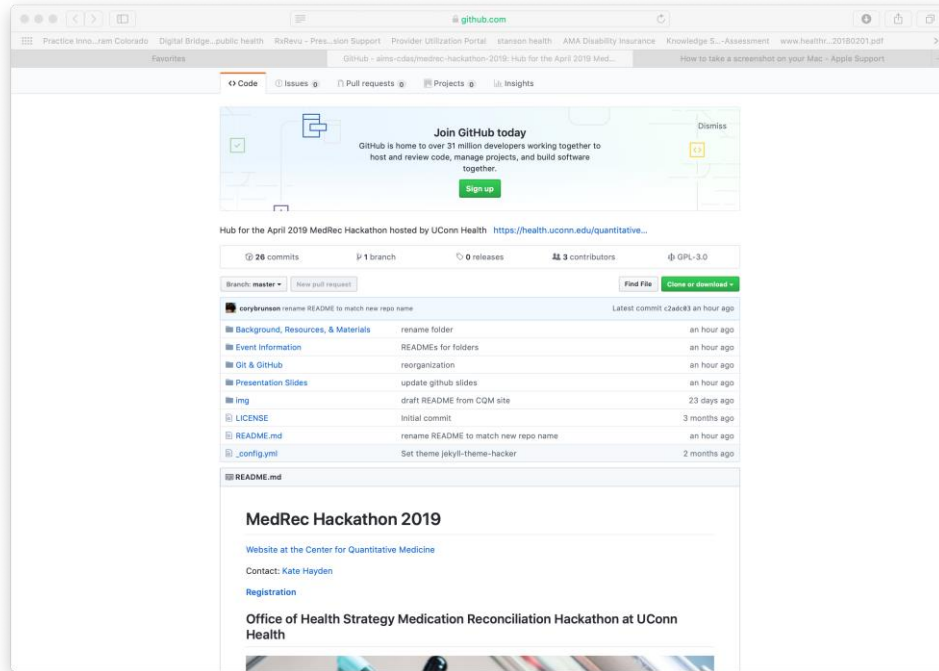 github.com
Practice Inno...ram Colorado Digital Bridge...public health RxRevu – Pres...sion Support Provider Utilization Portal stanson health AMA Disability Insurance Knowledge S...-Assessment www.healthr...20160201.pdf
Favorites GitHub - aims-cdas/medrec-hackathon-2019: Hub for the April 2019 Med... How to take a screenshot on your Mac - Apple Support
Code Issues 0 Pull requests 0 Projects 0 Insights
Join GitHub today
Dismiss
GitHub is home to over 31 million developers working together to
host and review code, manage projects, and build software
together.
Sign up
Hub for the April 2019 MedRec Hackathon hosted by UConn Health https://health.uconn.edu/quantitative...
26 commits 1 branch 0 releases 3 contributors GPL-3.0
Branch: master New pull request Find File Clone or download
corybrunson rename README to match new repo name Latest commit c2adc83 an hour ago
Background, Resources, & Materials rename folder an hour ago
Event Information READMEs for folders an hour ago
Git & GitHub reorganization an hour ago
Presentation Slides update github slides an hour ago
img draft README from CQM site 23 days ago
LICENSE Initial commit 3 months ago
README.md rename README to match new repo name an hour ago
_config.yml Set theme jekyll-theme-hacker 2 months ago
README.md
MedRec Hackathon 2019
Website at the Center for Quantitative Medicine
Contact: Kate Hayden
Registration
Office of Health Strategy Medication Reconciliation Hackathon at UConn
Health